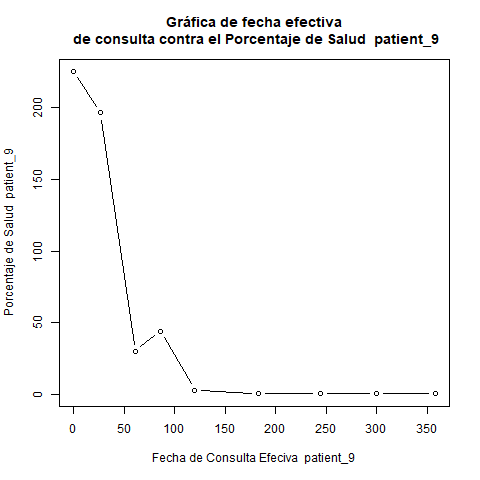 Gráfica de fecha efectiva
de consulta contra el Porcentaje de Salud patient_9
Porcentaje de Salud patient_9
200
150
100
50
0
0 50 100 150 200 250 300 350
Fecha de Consulta Efeciva patient_9